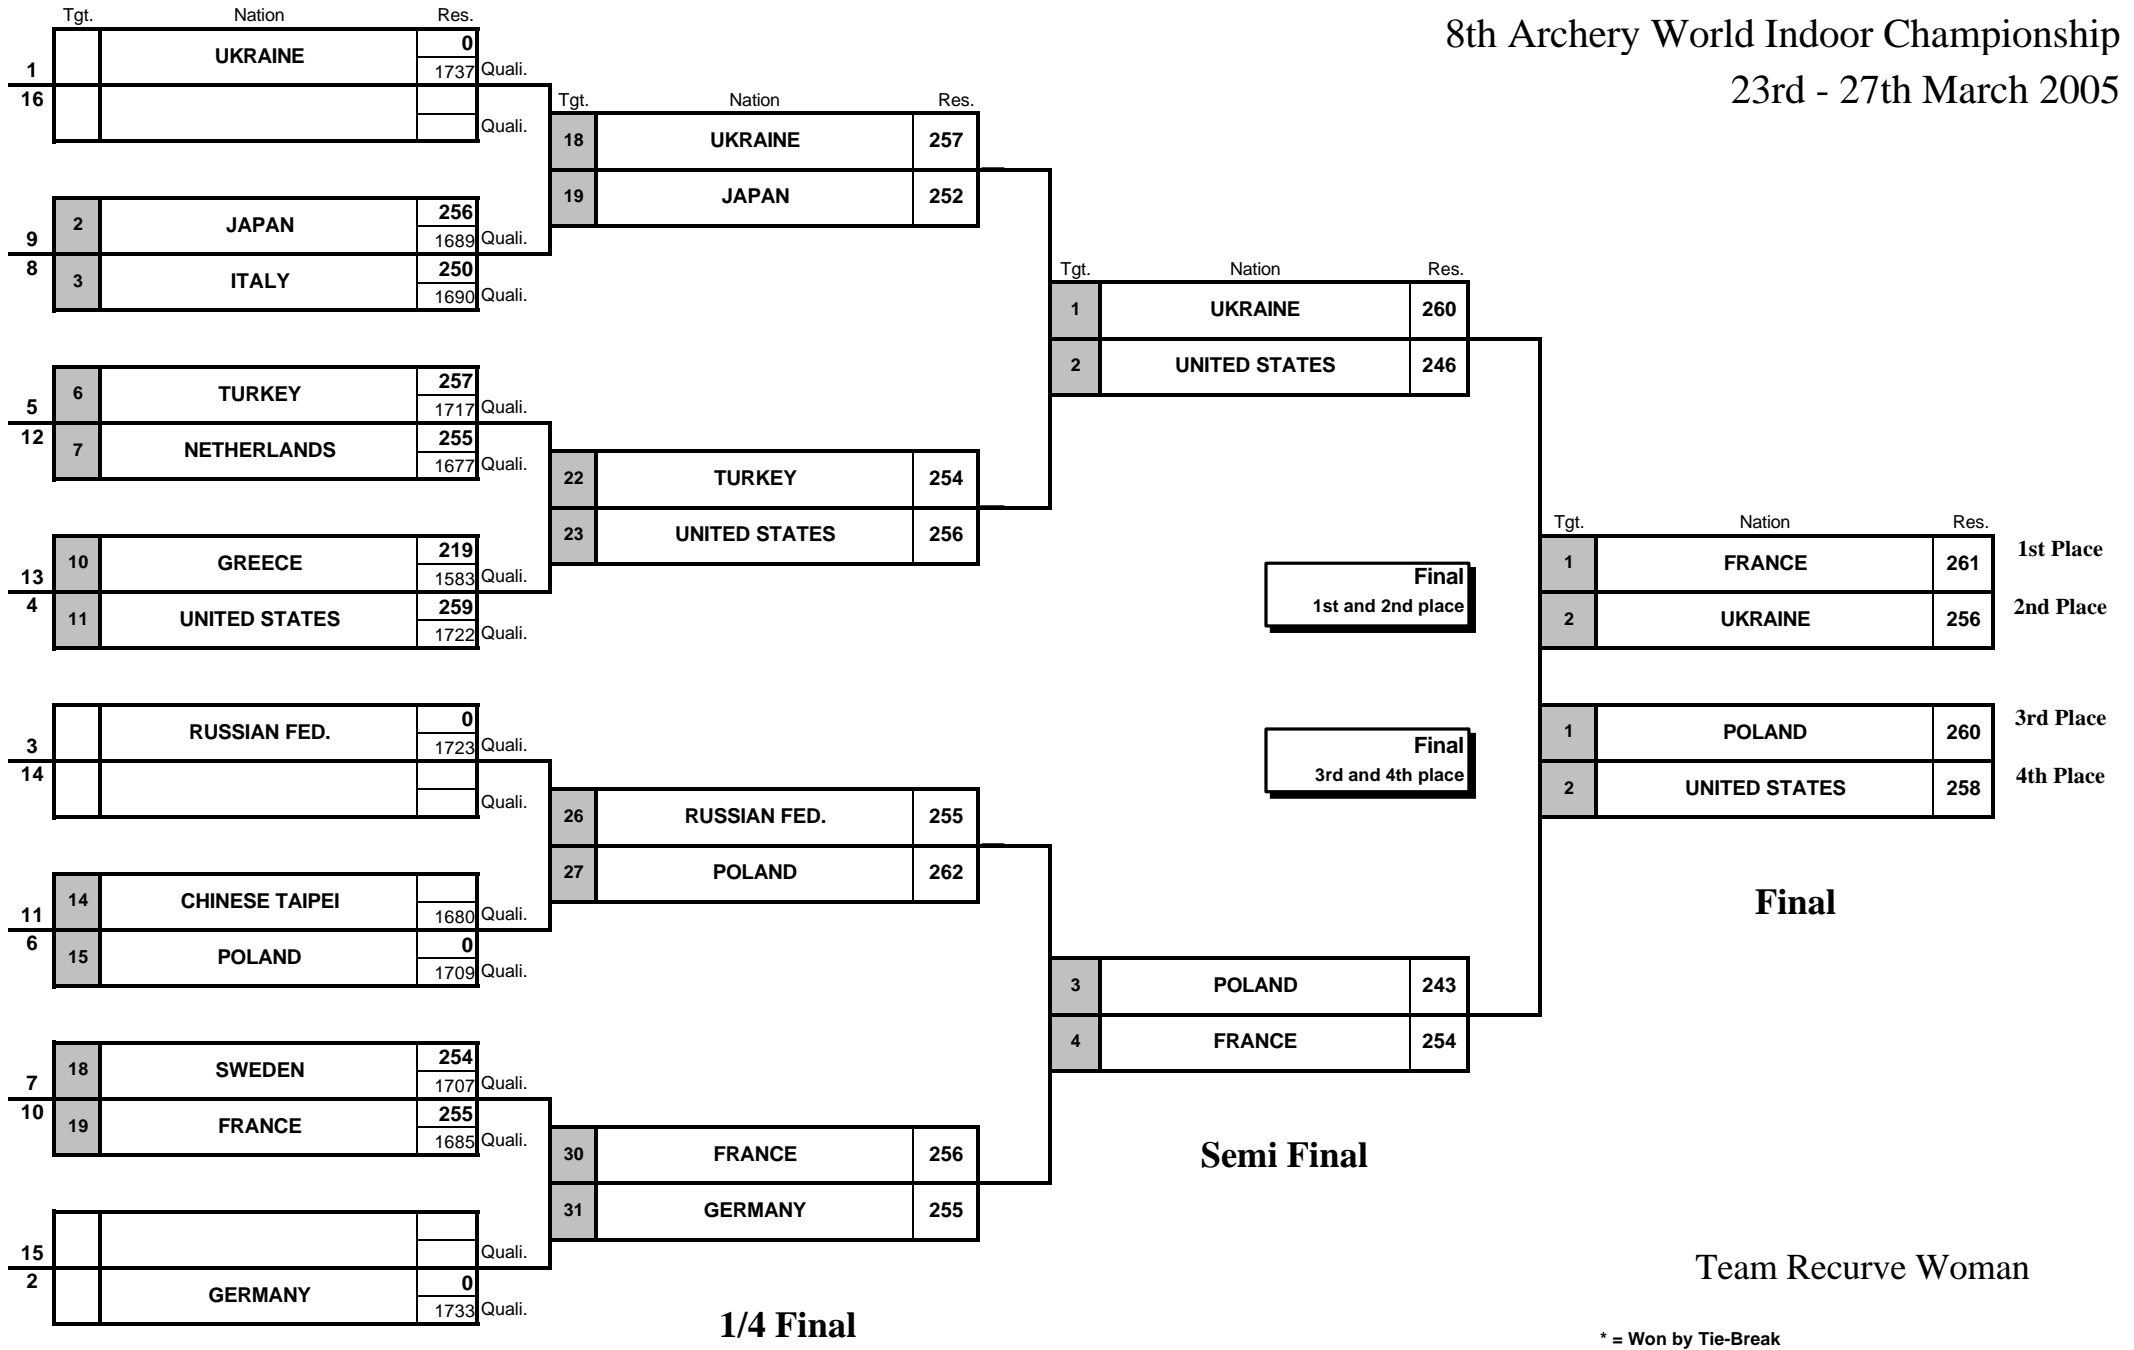 8th Archery World Indoor Championship
23rd - 27th March 2005
Tgt. Nation Res.
UKRAINE 0
1 1737 Quali.
16
Quali.
2 JAPAN 256
9 1689 Quali.
8 3 ITALY 250
1690 Quali.
6 TURKEY 257
5 1717 Quali.
12 7 NETHERLANDS 255
1677 Quali.
10 GREECE 219
13 1583 Quali.
4 11 UNITED STATES 259
1722 Quali.
RUSSIAN FED. 0
3 1723 Quali.
14
Quali.
14 CHINESE TAIPEI
11 1680 Quali.
6 15 POLAND 0
1709 Quali.
18 SWEDEN 254
7 1707 Quali.
10 19 FRANCE 255
1685 Quali.
15 Quali.
2 GERMANY 0
1733 Quali.
Tgt. Nation Res.
18 UKRAINE 257
19 JAPAN 252
22 TURKEY 254
23 UNITED STATES 256
26 RUSSIAN FED. 255
27 POLAND 262
30 FRANCE 256
31 GERMANY 255
1/4 Final
Tgt. Nation Res.
1 UKRAINE 260
2 UNITED STATES 246
3 POLAND 243
4 FRANCE 254
Semi Final
Final
1st and 2nd place
Final
3rd and 4th place
Tgt. Nation Res.
1 FRANCE 261 1st Place
2 UKRAINE 256 2nd Place
1 POLAND 260 3rd Place
2 UNITED STATES 258 4th Place
Final
Team Recurve Woman
* = Won by Tie-Break